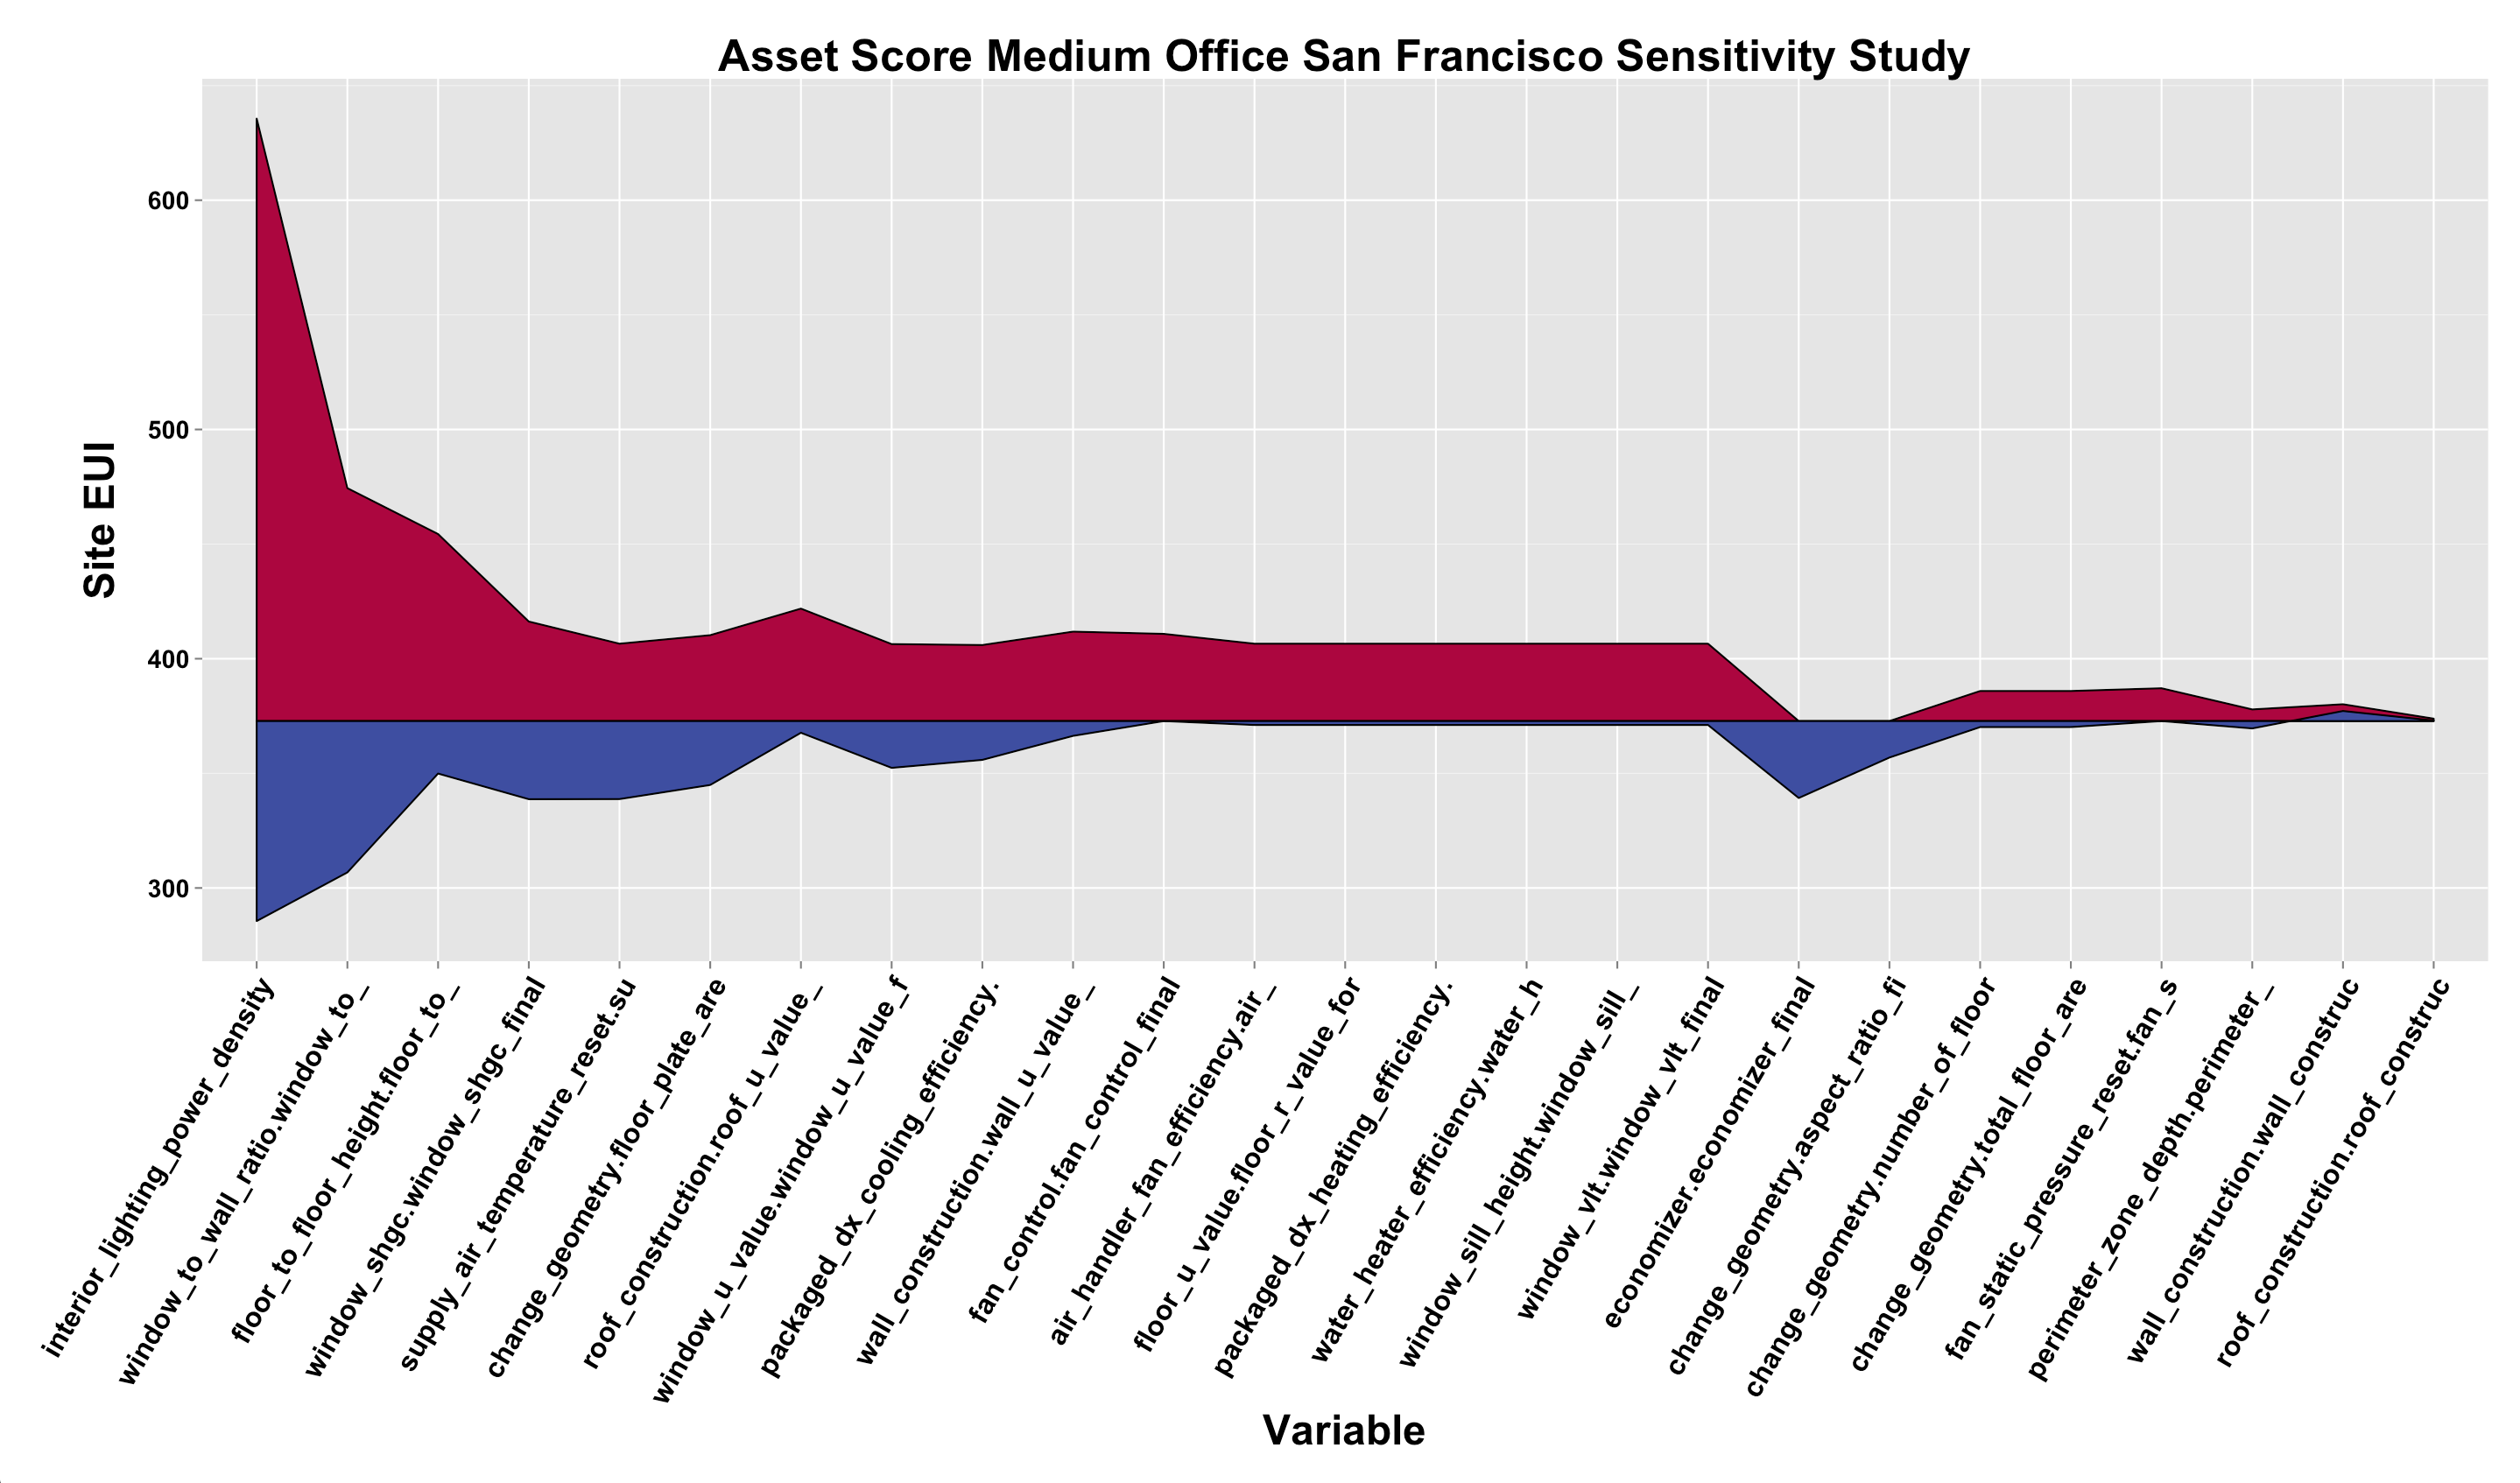 Asset Score Medium Office San Francisco Sensitivity Study
Site EUI
600
500
400
300
interior_lighting_power_density
window_to_wall_ratio.window_to_
floor_to_floor_height.floor_to_
window_shgc.window_shgc_final
supply_air_temperature_reset.su
change_geometry.floor_plate_are
roof_construction.roof_u_value_
window_u_value.window_u_value_f
packaged_dx_cooling_efficiency.
wall_construction.wall_u_value_
fan_control.fan_control_final
air_handler_fan_efficiency.air_
floor_u_value.floor_r_value_for
packaged_dx_heating_efficiency.
water_heater_efficiency.water_h
window_sill_height.window_sill_
window_vlt.window_vlt_final
economizer.economizer_final
change_geometry.aspect_ratio_fi
change_geometry.number_of_floor
change_geometry.total_floor_are
fan_static_pressure_reset.fan_s
perimeter_zone_depth.perimeter_
wall_construction.wall_construc
roof_construction.roof_construc
Variable